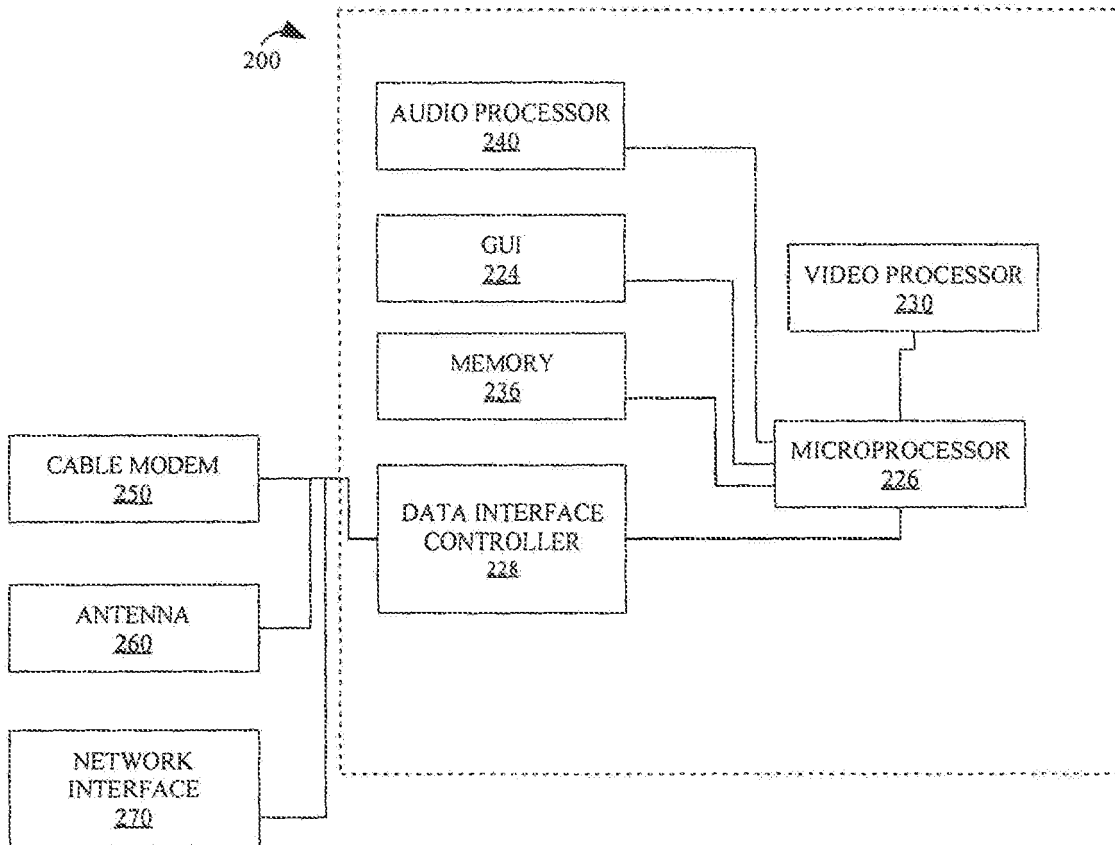 200
AUDIO PROCESSOR
240
GUI
224
VIDEO PROCESSOR
230
MEMORY
236
MICROPROCESSOR
226
CABLE MODEM
250
DATA INTERFACE
CONTROLLER
228
ANTENNA
260
NETWORK
INTERFACE
270